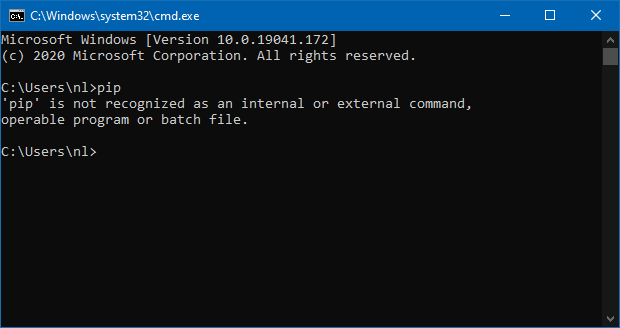 C:\Windows\system32\cmd.exe
Microsoft Windows [Version 10.0.19041.172]
(c) 2020 Microsoft Corporation. All rights reserved.
C:\Users\nl>pip
'pip' is not recognized as an internal or external command,
operable program or batch file.
C:\Users\nl>